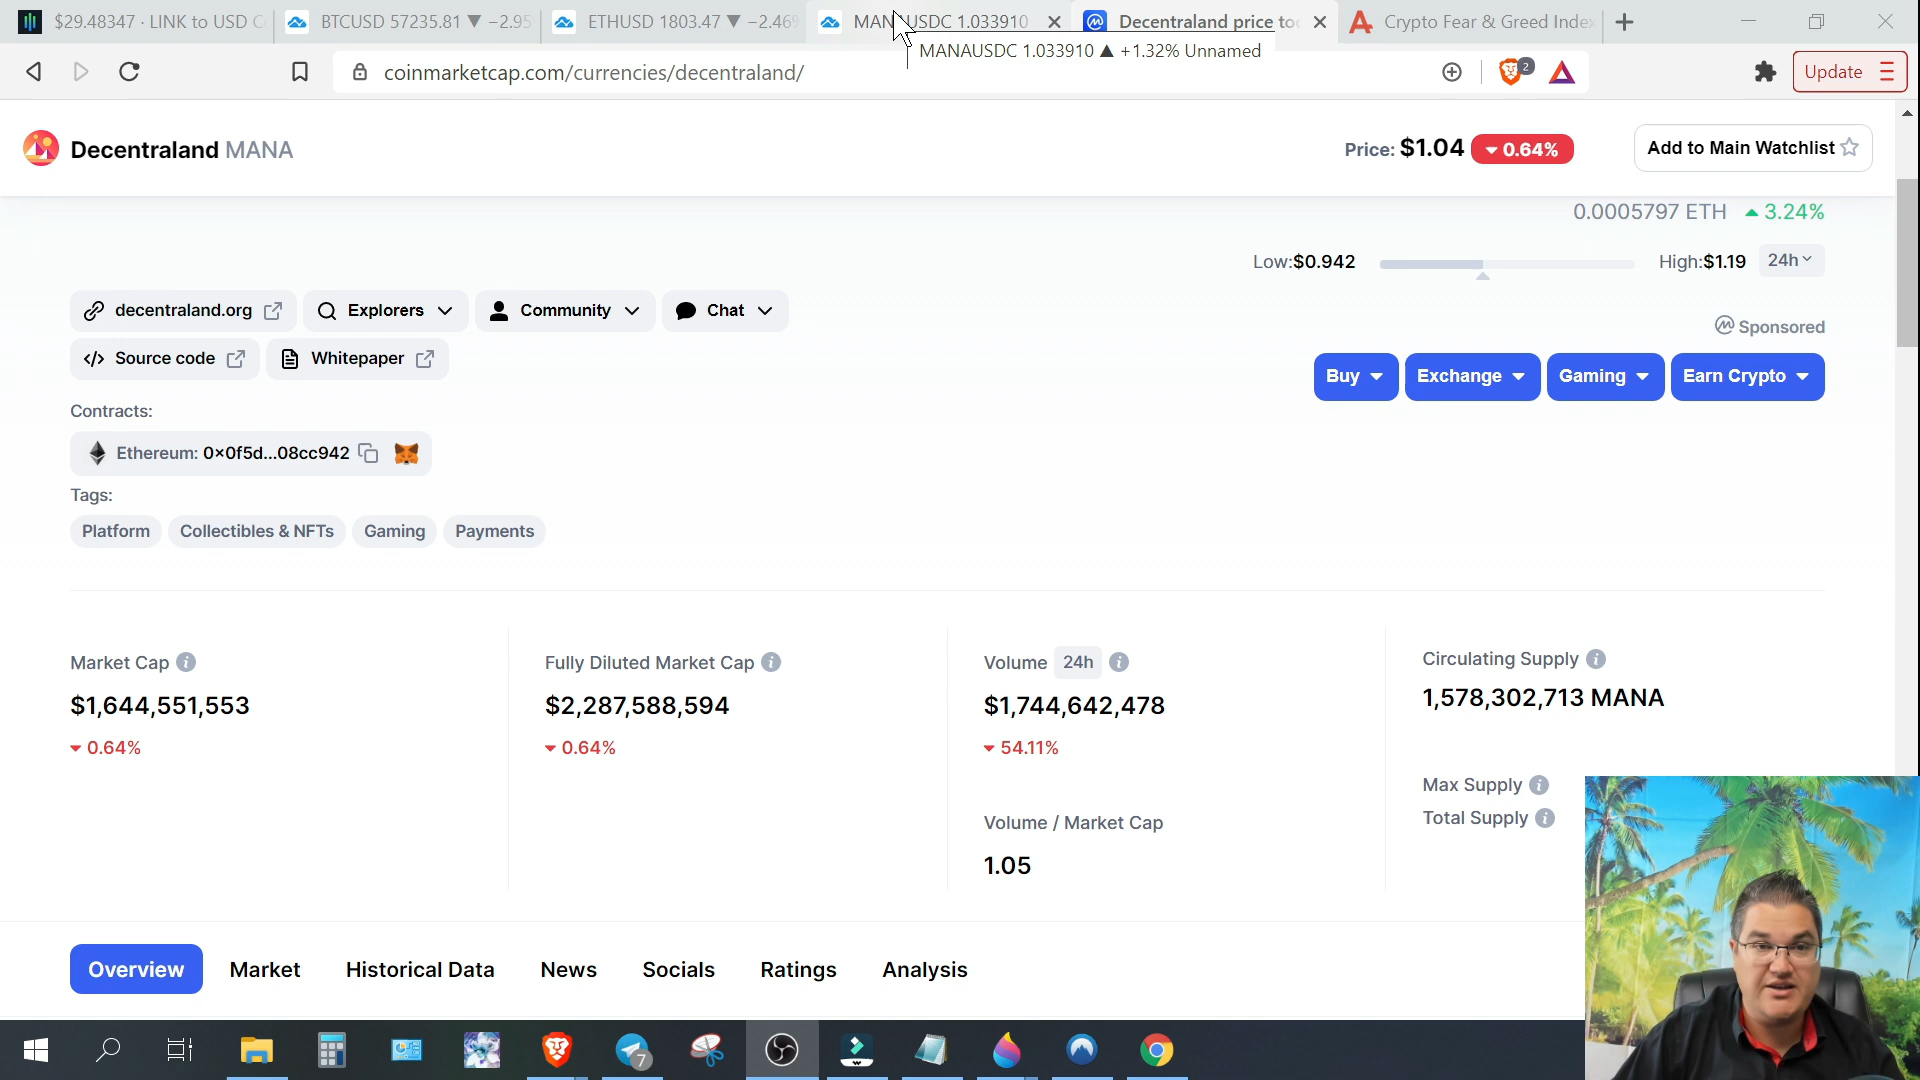 $29.48347 · LINK to USD C
BTCUSD 57235.81 ▼ −2.95
ETHUSD 1803.47 ▼ −2.46%
MANAUSDC 1.033910
Decentraland price to
Crypto Fear & Greed Index
MANAUSDC 1.033910 ▲ +1.32% Unnamed
coinmarketcap.com/currencies/decentraland/
2
Update
Decentraland MANA
Price: $1.04 0.64%
Add to Main Watchlist
0.0005797 ETH 3.24%
Low:$0.942
High:$1.19
24h
decentraland.org
Explorers
Community
Chat
Sponsored
Source code
Whitepaper
Buy
Exchange
Gaming
Earn Crypto
Contracts:
Ethereum: 0x0f5d...08cc942
Tags:
Platform
Collectibles & NFTs
Gaming
Payments
Market Cap
$1,644,551,553
0.64%
Fully Diluted Market Cap
$2,287,588,594
0.64%
Volume 24h
$1,744,642,478
54.11%
Volume / Market Cap
1.05
Circulating Supply
1,578,302,713 MANA
Max Supply
Total Supply
Overview
Market
Historical Data
News
Socials
Ratings
Analysis
7